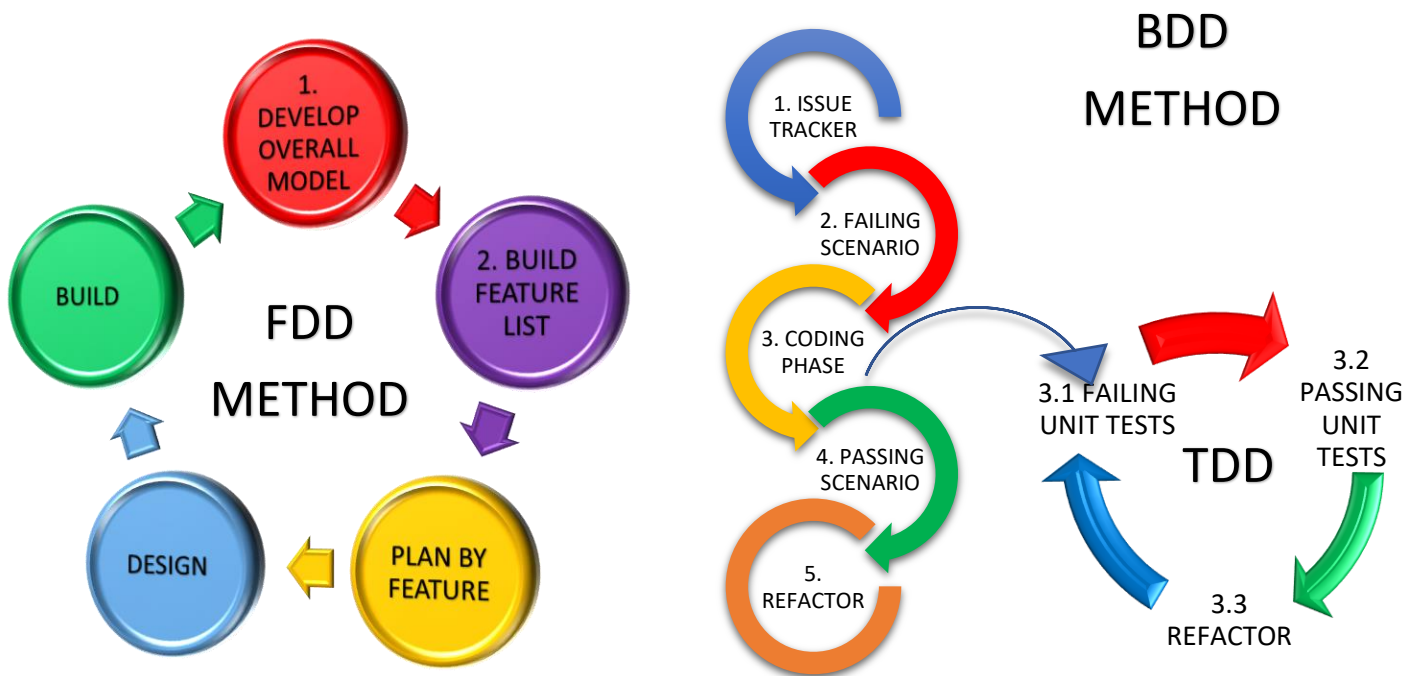 1.
DEVELOP
OVERALL
MODEL
2. BUILD
FEATURE
LIST
PLAN BY
FEATURE
DESIGN
BUILD
FDD
METHOD
BDD
METHOD
1. ISSUE
TRACKER
2. FAILING
SCENARIO
3. CODING
PHASE
4. PASSING
SCENARIO
5.
REFACTOR
3.1 FAILING
UNIT TESTS
3.2
PASSING
UNIT
TESTS
3.3
REFACTOR
TDD